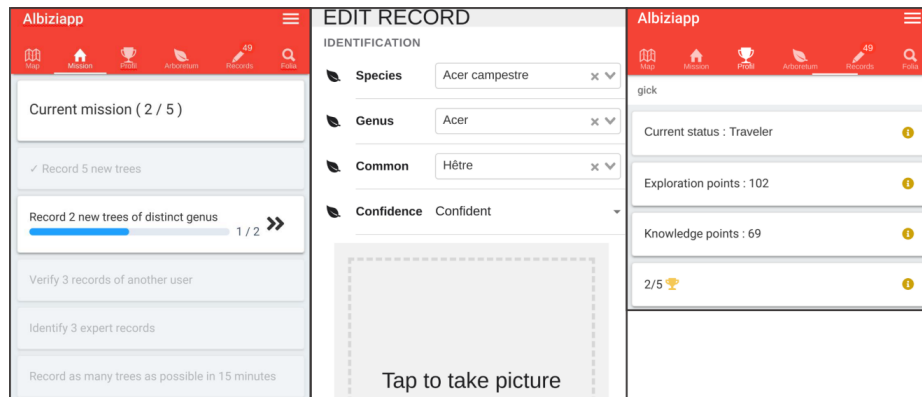 Albiziapp
Map
Mission
Profil
Arboretum
49
Records
Folia
Current mission ( 2 / 5 )
✓ Record 5 new trees
Record 2 new trees of distinct genus
1 / 2
Verify 3 records of another user
Identify 3 expert records
Record as many trees as possible in 15 minutes
EDIT RECORD
IDENTIFICATION
Species Acer campestre
Genus Acer
Common Hêtre
Confidence Confident
Tap to take picture
Albiziapp
Map
Mission
Profil
Arboretum
49
Records
Folia
gick
Current status : Traveler
Exploration points : 102
Knowledge points : 69
2/5